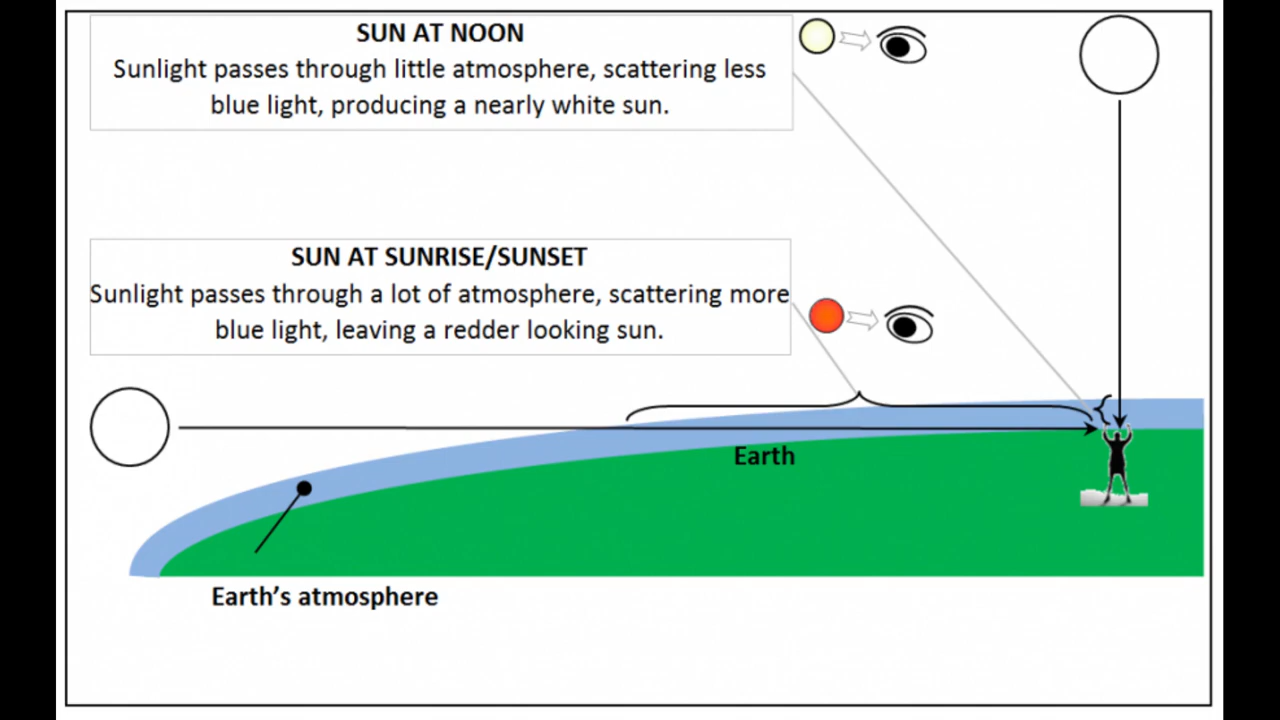 SUN AT NOON
Sunlight passes through little atmosphere, scattering less
blue light, producing a nearly white sun.
SUN AT SUNRISE/SUNSET
Sunlight passes through a lot of atmosphere, scattering more
blue light, leaving a redder looking sun.
Earth
Earth’s atmosphere